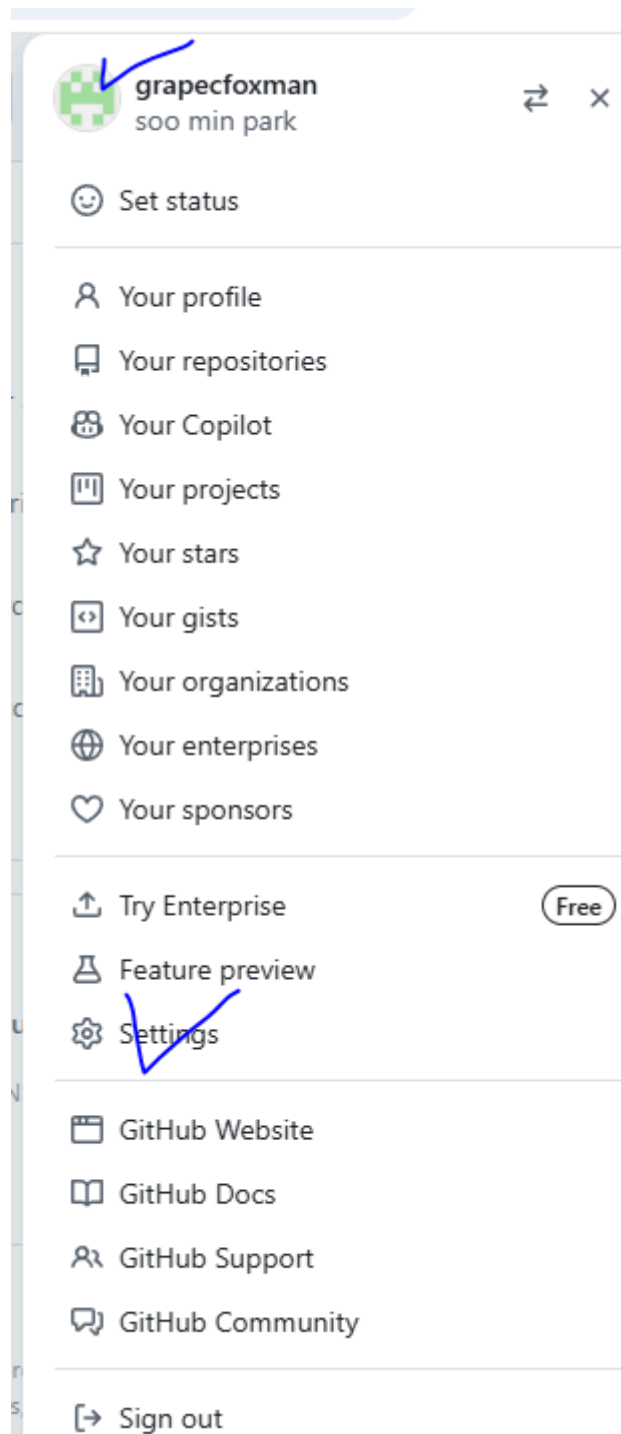 grapecfoxman
soo min park
Set status
Your profile
Your repositories
Your Copilot
Your projects
Your stars
Your gists
Your organizations
Your enterprises
Your sponsors
Try Enterprise Free
Feature preview
Settings
GitHub Website
GitHub Docs
GitHub Support
GitHub Community
Sign out